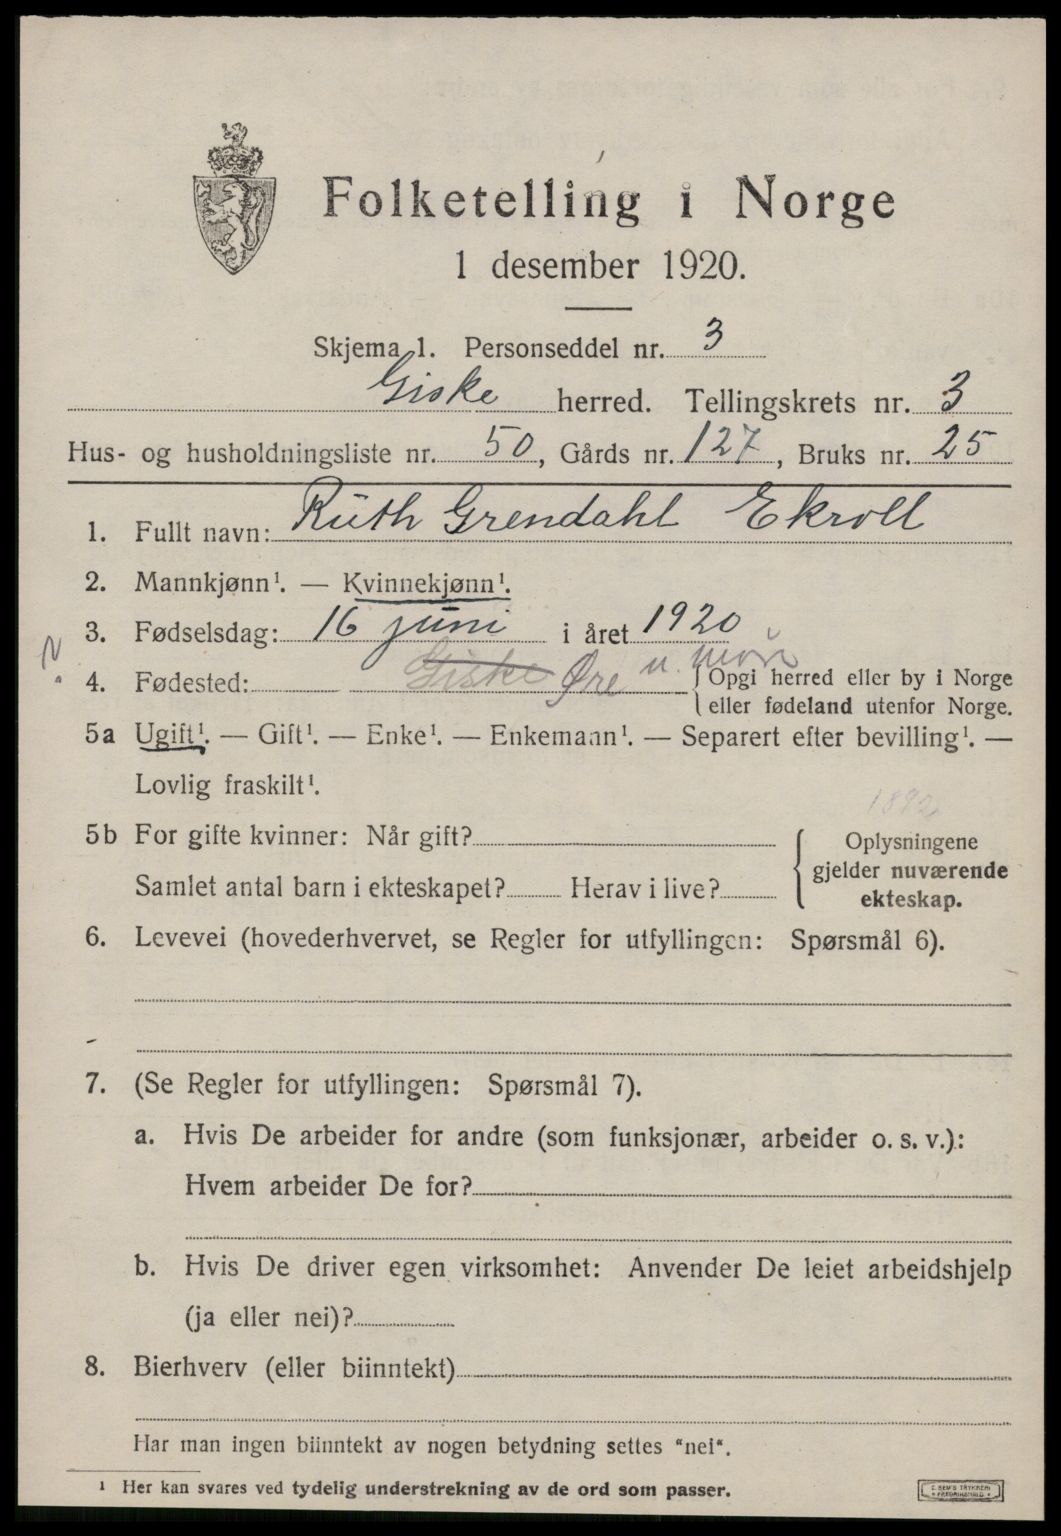 Folketelling i Norge
1 desember 1920.
Skjema 1. Personseddel nr. 3
Giske herred. Tellingskrets nr. 3
Hus- og husholdningsliste nr. 50, Gårds nr. 127, Bruks nr. 25
1. Fullt navn: Ruth Grendahl Ekroll
2. Mannkjønn¹. — Kvinnekjønn¹.
3. Fødselsdag: 16 juni i året 1920
4. Fødested: Giske Øre N. Møre { Opgi herred eller by i Norge
eller fødeland utenfor Norge.
5a Ugift¹. — Gift¹. — Enke¹. — Enkemann¹. — Separert efter bevilling¹. —
Lovlig fraskilt¹.
5b For gifte kvinner: Når gift? { Oplysningene
gjelder nuværende
ekteskap.
Samlet antal barn i ekteskapet? Herav i live?
6. Levevei (hovederhvervet, se Regler for utfyllingen: Spørsmål 6).
7. (Se Regler for utfyllingen: Spørsmål 7).
a. Hvis De arbeider for andre (som funksjonær, arbeider o. s. v.):
Hvem arbeider De for?
b. Hvis De driver egen virksomhet: Anvender De leiet arbeidshjelp
(ja eller nei)?
8. Bierhverv (eller biinntekt)
Har man ingen biinntekt av nogen betydning settes "nei".
¹ Her kan svares ved tydelig understrekning av de ord som passer.